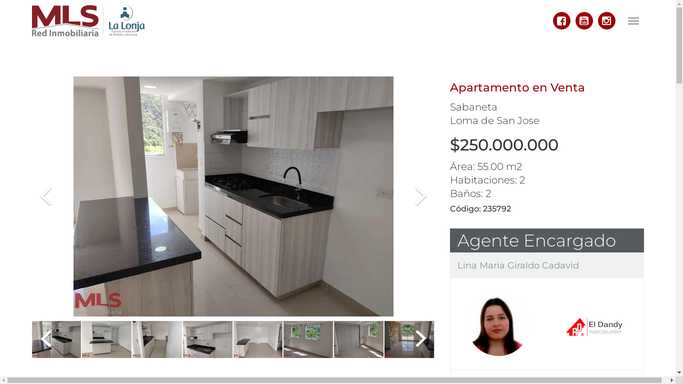 MLS
Red Inmobiliaria
La Lonja
Apartamento en Venta
Sabaneta
Loma de San Jose
$250.000.000
Área: 55.00 m2
Habitaciones: 2
Baños: 2
Código: 235792
Agente Encargado
Lina Maria Giraldo Cadavid
El Dandy
MLS